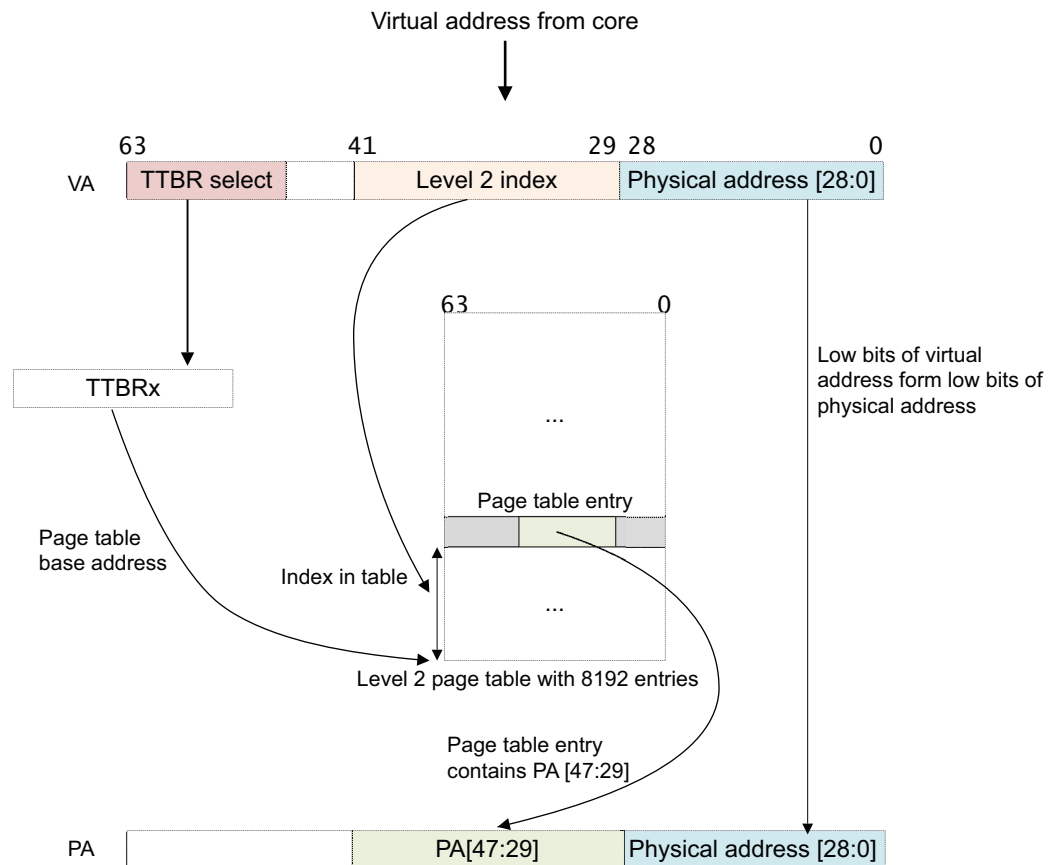 Virtual address from core
63 41 29 28 0
VA TTBR select Level 2 index Physical address [28:0]
63 0
TTBRx
Low bits of virtual
address form low bits of
physical address
...
Page table entry
Page table
base address
Index in table
...
Level 2 page table with 8192 entries
Page table entry
contains PA [47:29]
PA PA[47:29] Physical address [28:0]